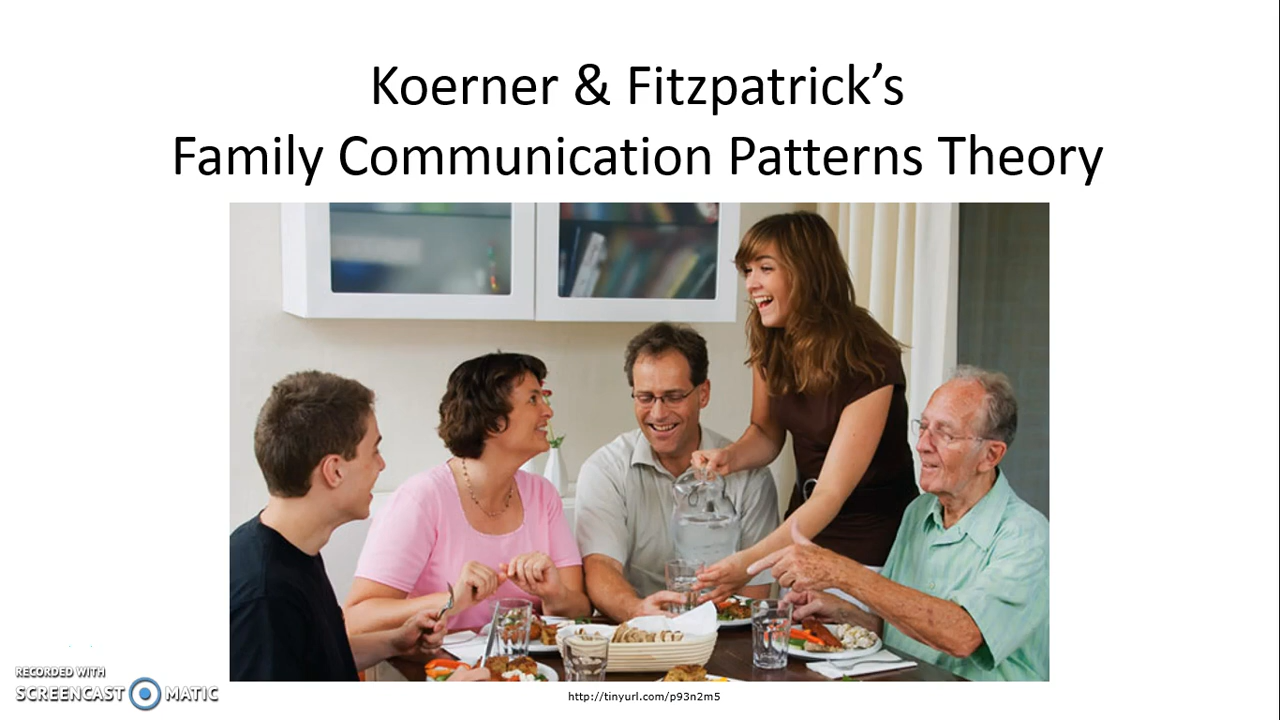 Koerner & Fitzpatrick’s
Family Communication Patterns Theory
http://tinyurl.com/p93n2m5
RECORDED WITH
SCREENCAST MATIC